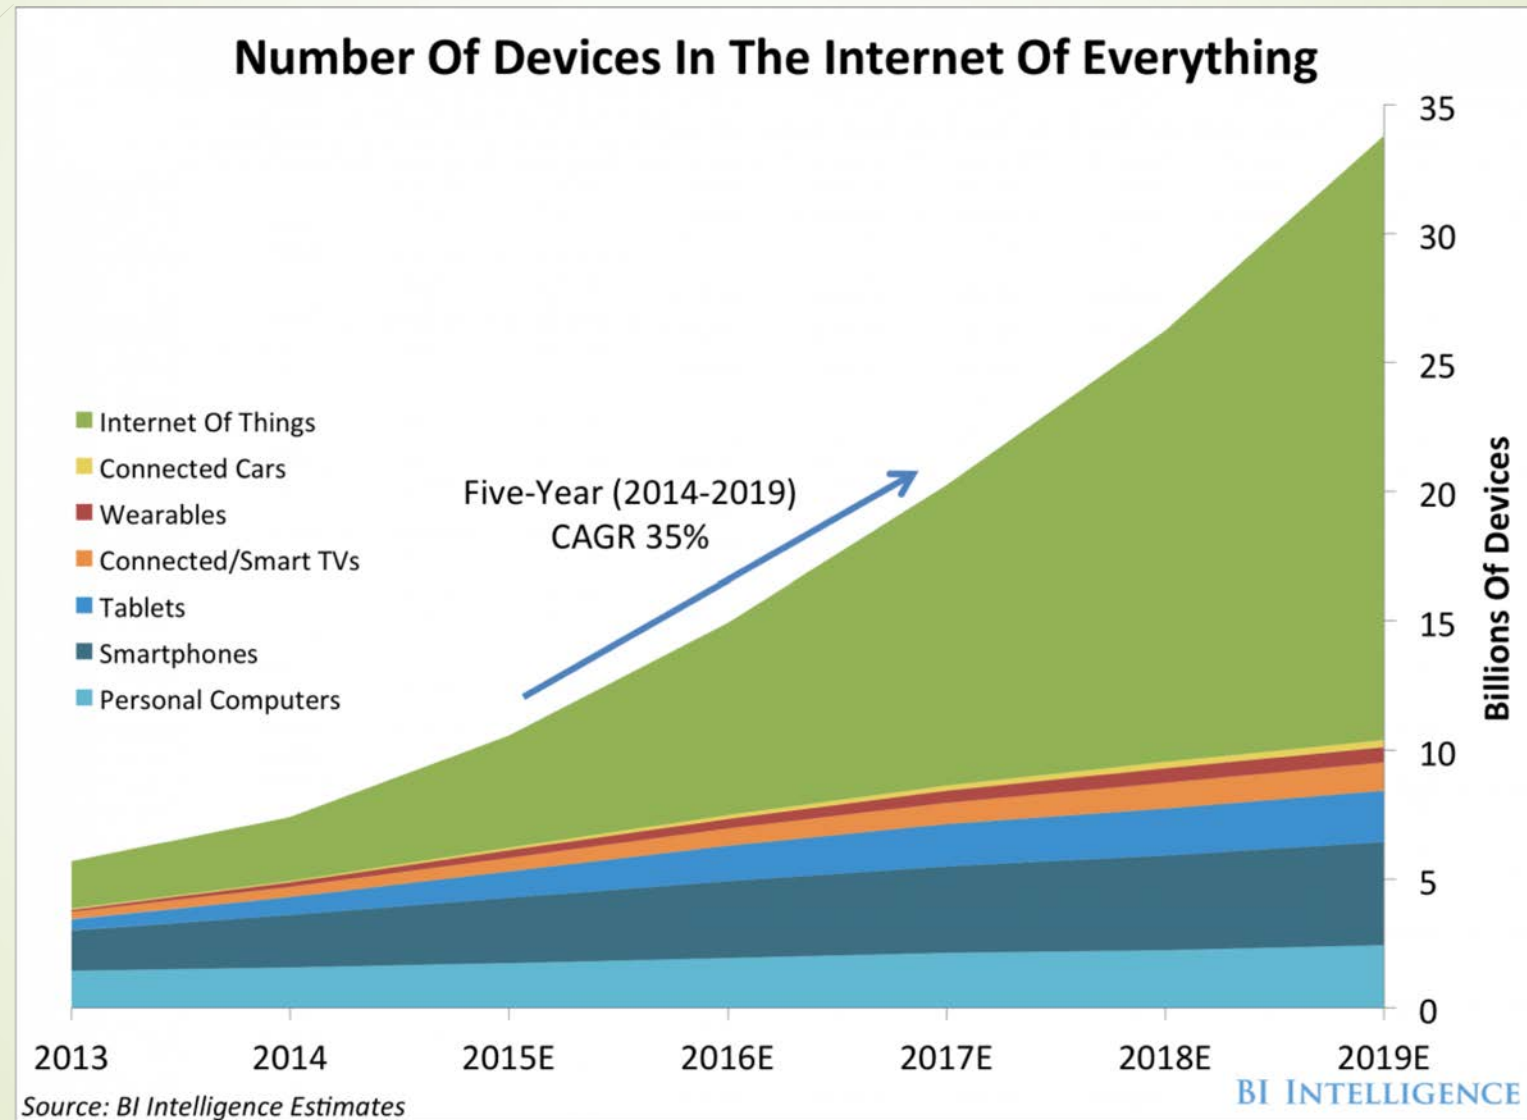 Number Of Devices In The Internet Of Everything
35
30
25
20
15
10
5
0
Billions Of Devices
Internet Of Things
Connected Cars
Wearables
Connected/Smart TVs
Tablets
Smartphones
Personal Computers
Five-Year (2014-2019)
CAGR 35%
2013 2014 2015E 2016E 2017E 2018E 2019E
BI INTELLIGENCE
Source: BI Intelligence Estimates